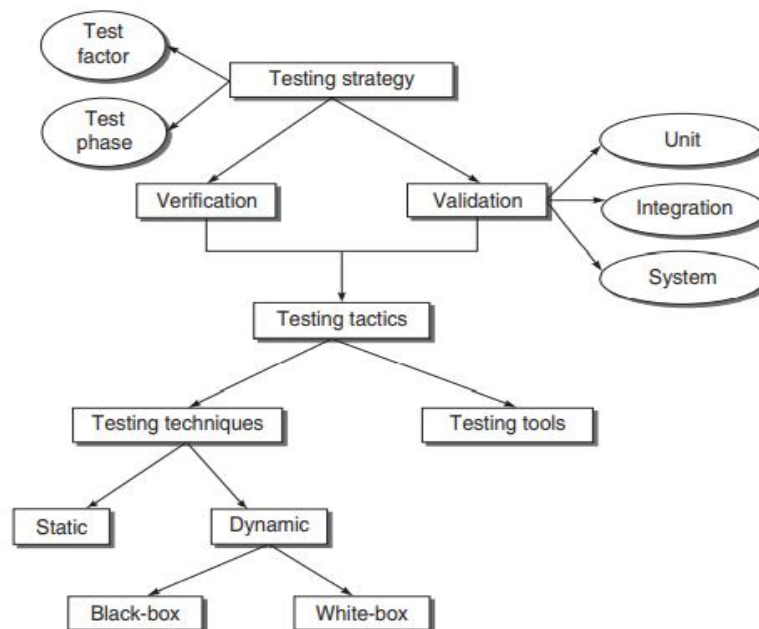 Test
factor
Testing strategy
Test
phase
Unit
Verification
Validation
Integration
System
Testing tactics
Testing techniques
Testing tools
Static
Dynamic
Black-box
White-box